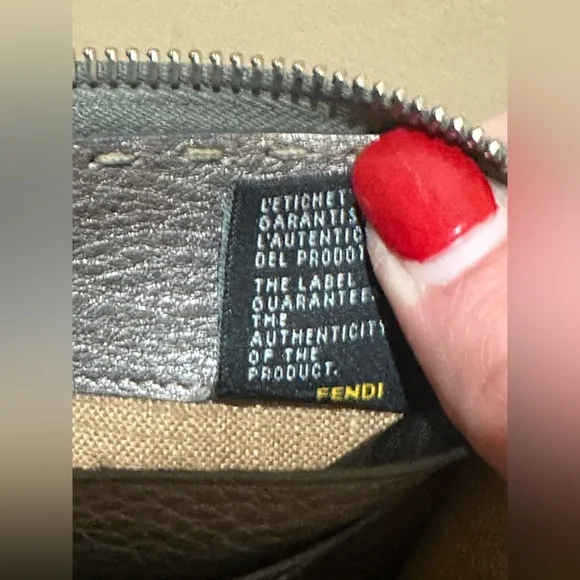 L'ETICHET
GARANTIS
L'AUTENTIC
DEL PRODOT
THE LABEL
GUARANTEE
THE
AUTHENTICITY
OF THE
PRODUCT.
FENDI